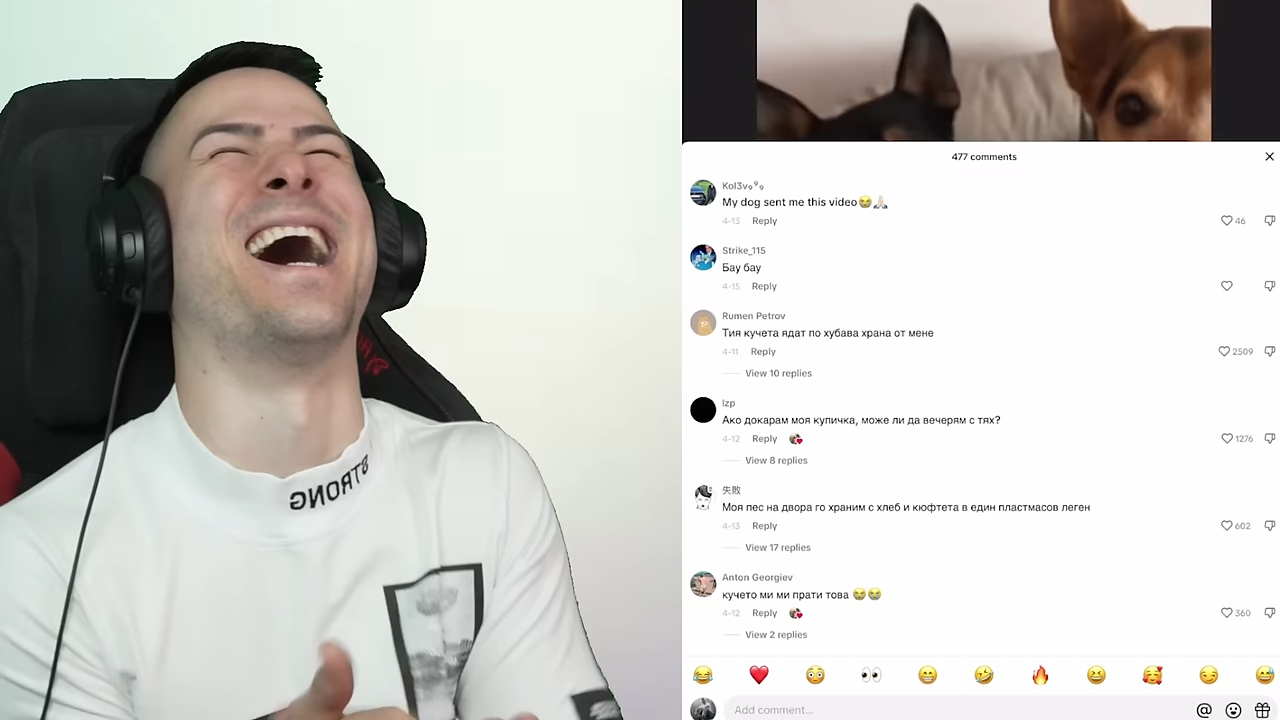 STRONG
477 comments
Kol3v₉⁹₉
My dog sent me this video😭🙏🏻
4-13 Reply 46
Strike_115
Бау бау
4-15 Reply
Rumen Petrov
Тия кучета ядат по хубава храна от мене
4-11 Reply 2509
View 10 replies
lzp
Ако докарам моя купичка, може ли да вечерям с тях?
4-12 Reply 1276
View 8 replies
失敗
Моя пес на двора го храним с хлеб и кюфтета в един пластмасов леген
4-13 Reply 602
View 17 replies
Anton Georgiev
кучето ми ми прати това 😭😭
4-12 Reply 360
View 2 replies
Add comment...